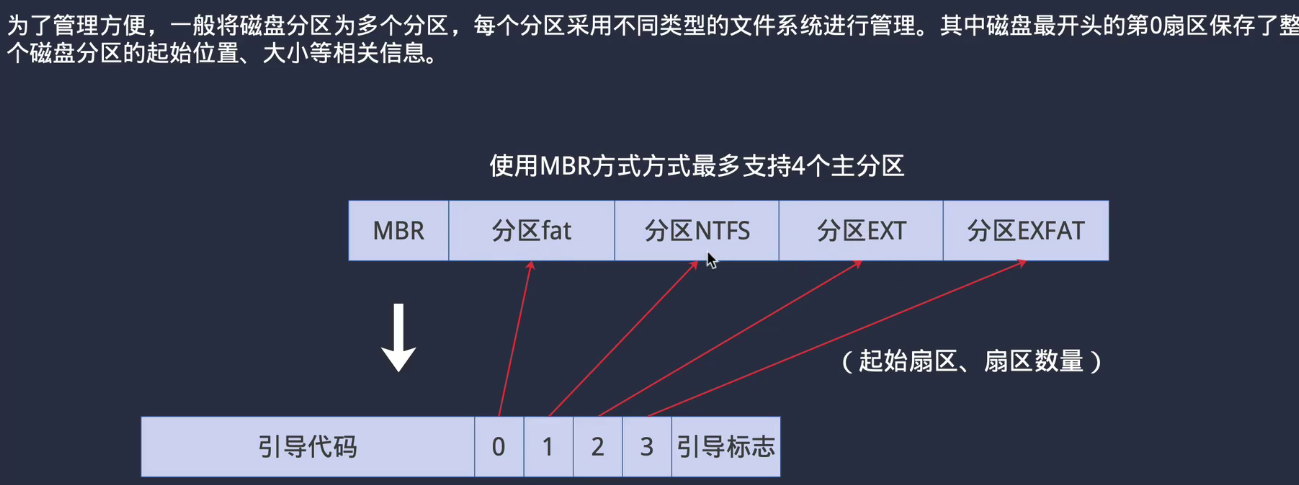 为了管理方便，一般将磁盘分区为多个分区，每个分区采用不同类型的文件系统进行管理。其中磁盘最开头的第0扇区保存了整
个磁盘分区的起始位置、大小等相关信息。
使用MBR方式方式最多支持4个主分区
MBR 分区fat 分区NTFS 分区EXT 分区EXFAT
（起始扇区、扇区数量）
引导代码 0 1 2 3 引导标志